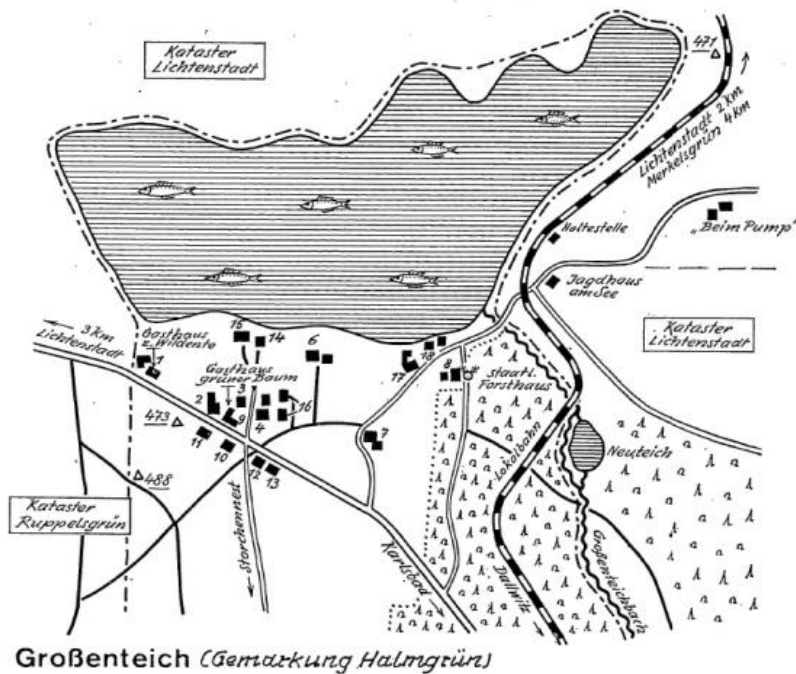 Kataster
Lichtenstadt
471
Lichtenstadt 2 km
Merkelsgrün 4 km
Haltestelle
„Beim Pump"
Jagdhaus
am See
Kataster
Lichtenstadt
3 km
Lichtenstadt
Gasthaus
z. Wildente
1
15
14
6
18
17
8
staatl.
Forsthaus
Gasthaus
grüner Baum
2
3
16
9
4
7
473
11
10
12
13
488
Kataster
Ruppelsgrün
Storchennest
Karlsbad
Lokalbahn
Dallwitz
Neuteich
Großenteichbach
Großenteich (Gemarkung Halmgrün)